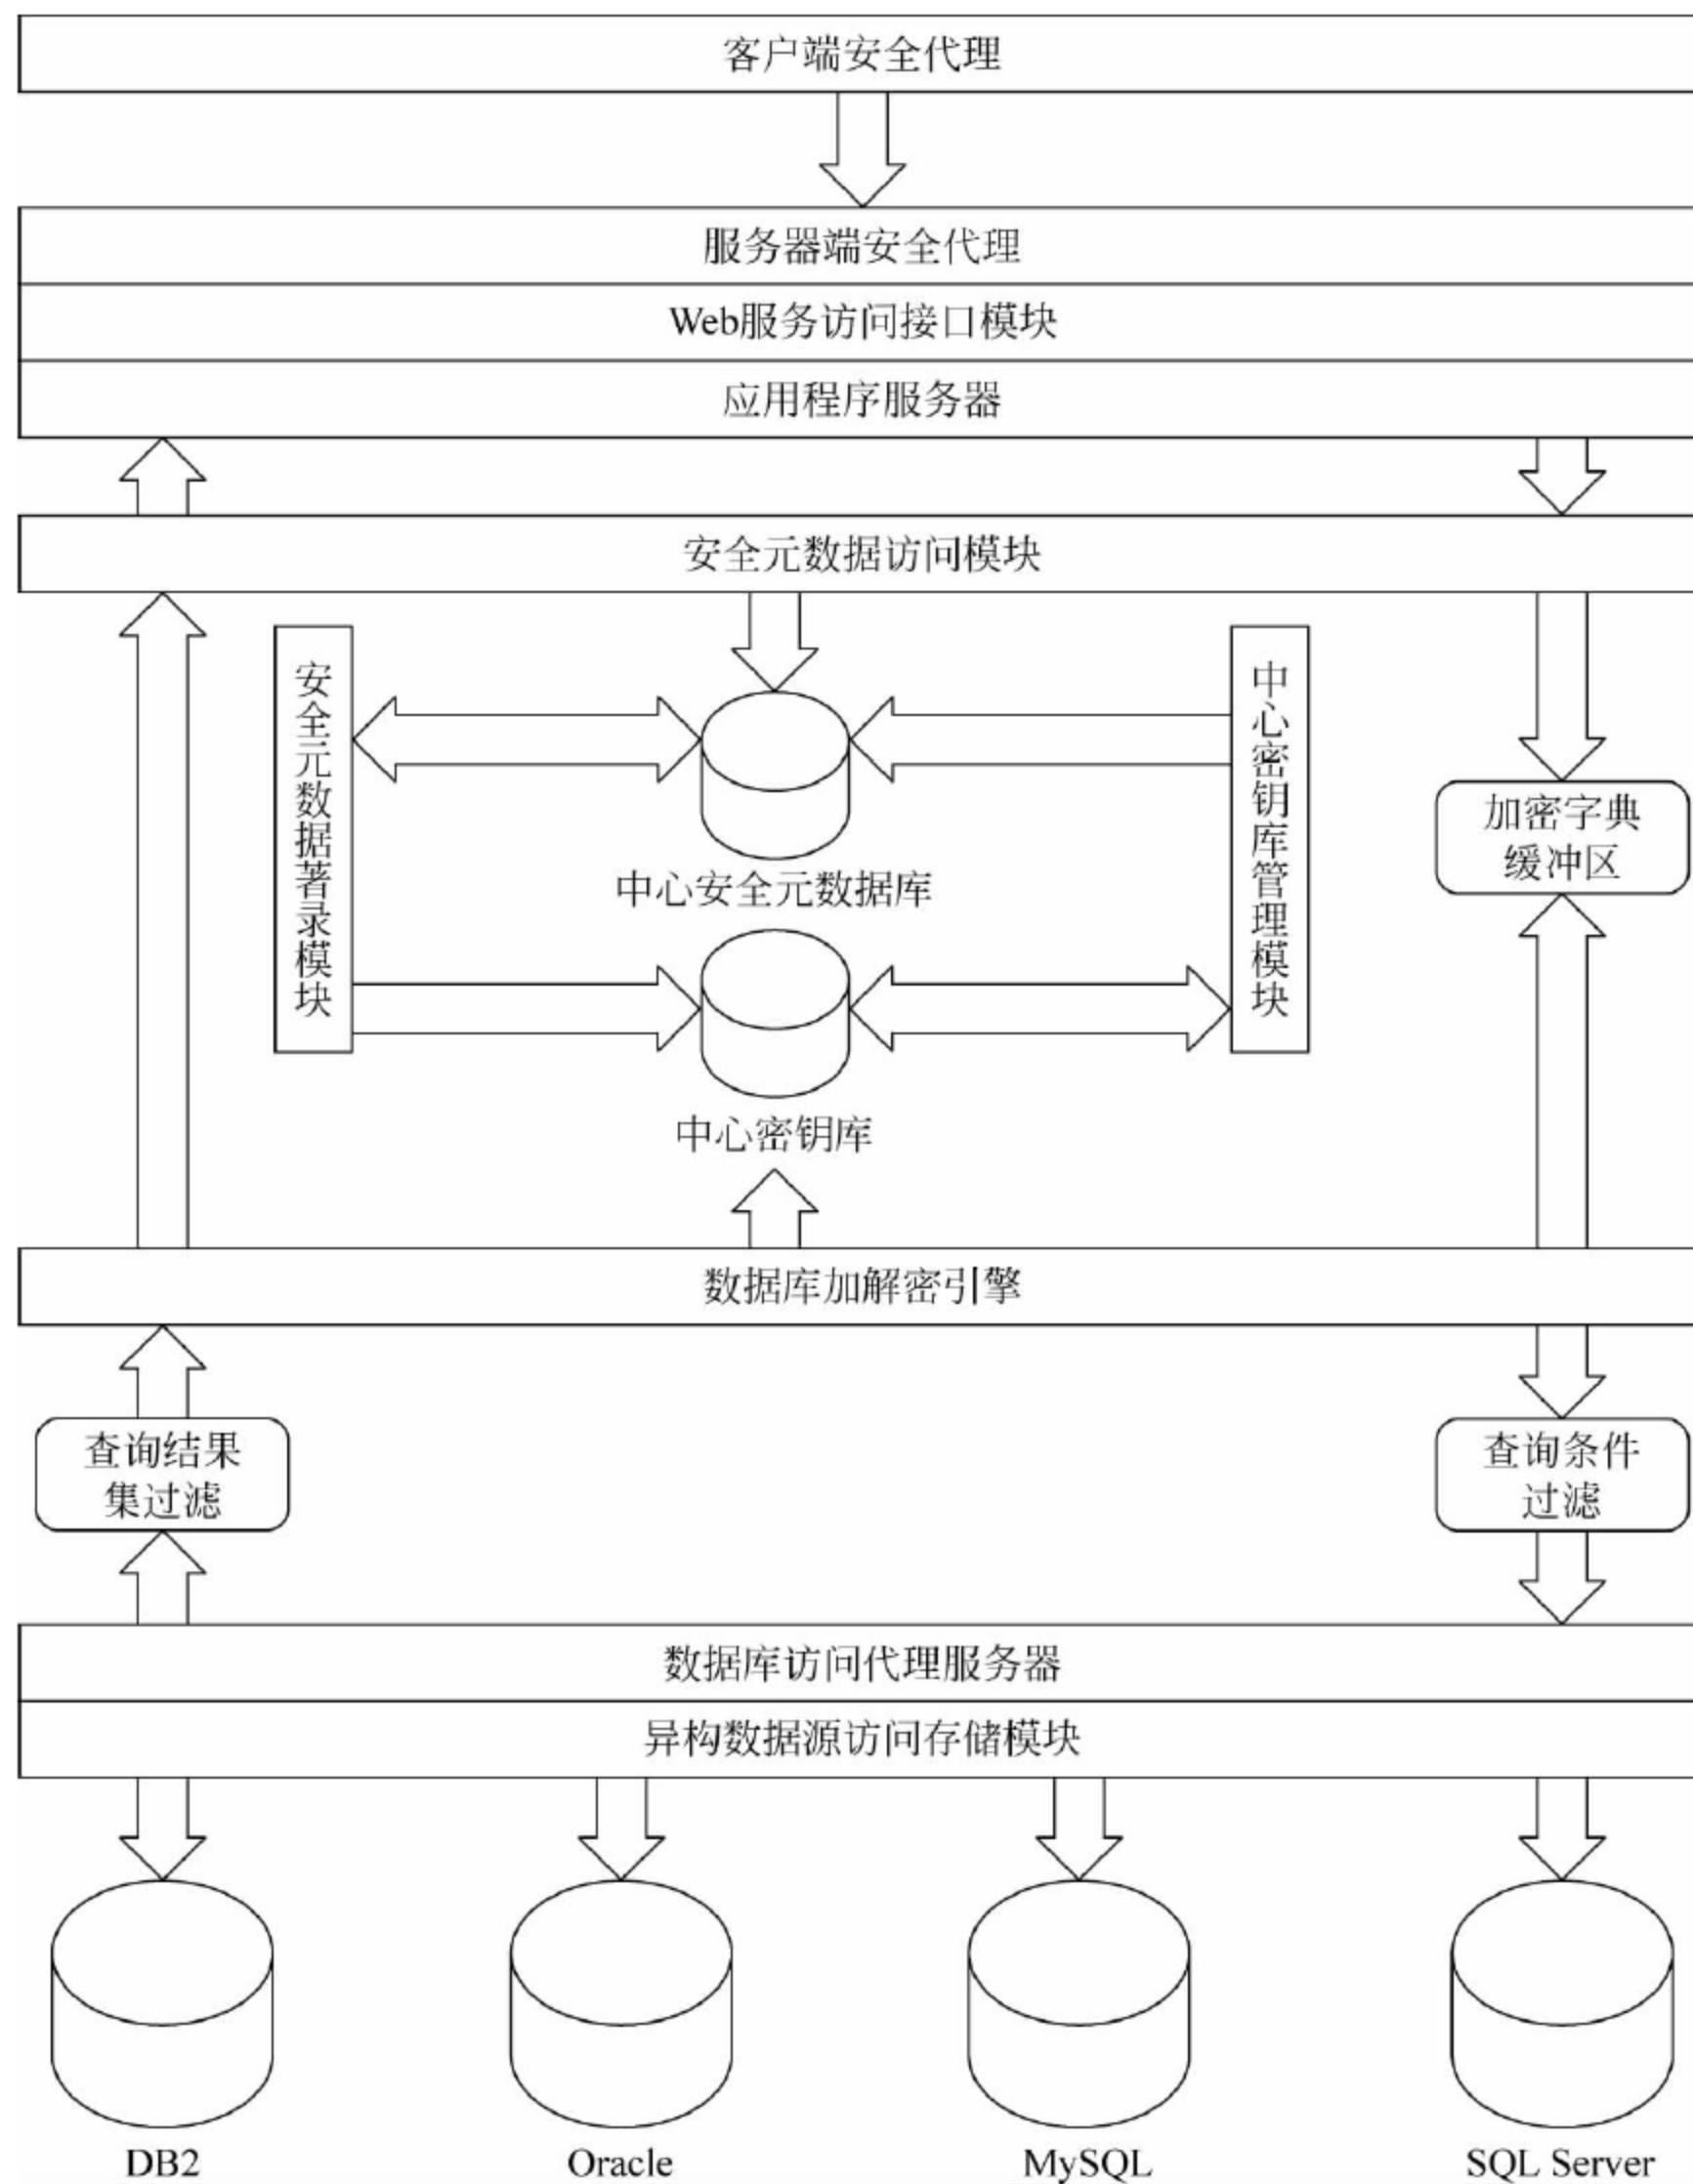 客户端安全代理
服务器端安全代理
Web服务访问接口模块
应用程序服务器
安全元数据访问模块
安全元数据著录模块
中心密钥库管理模块
加密字典
缓冲区
中心安全元数据库
中心密钥库
数据库加解密引擎
查询结果
集过滤
查询条件
过滤
数据库访问代理服务器
异构数据源访问存储模块
DB2
Oracle
MySQL
SQL Server